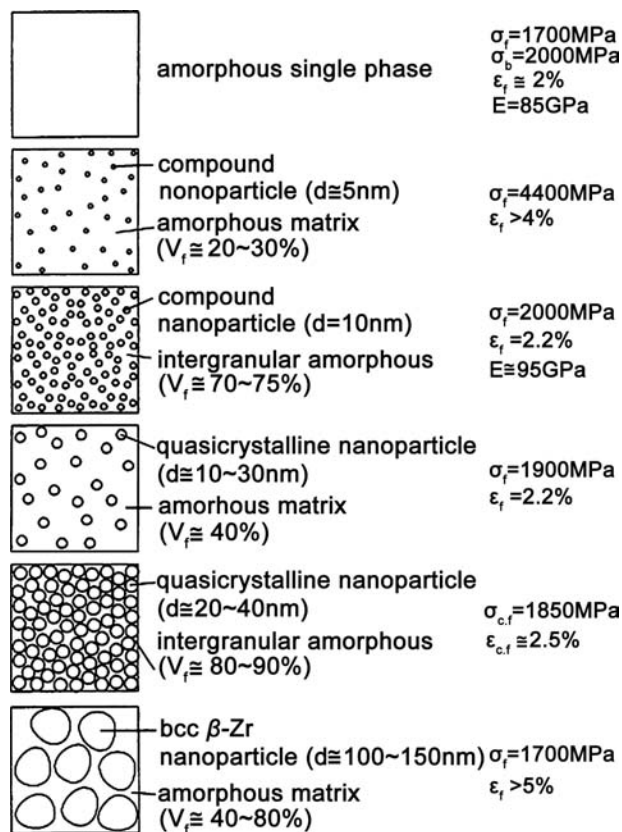 amorphous single phase
σf=1700MPa
σb=2000MPa
εf ≅ 2%
E=85GPa
compound
nonoparticle (d≅5nm)
amorphous matrix
(Vf≅ 20~30%)
σf=4400MPa
εf >4%
compound
nanoparticle (d=10nm)
intergranular amorphous
(Vf≅ 70~75%)
σf=2000MPa
εf =2.2%
E≅95GPa
quasicrystalline nanoparticle
(d≅10~30nm)
amorhous matrix
(Vf≅ 40%)
σf=1900MPa
εf =2.2%
quasicrystalline nanoparticle
(d≅20~40nm)
intergranular amorphous
(Vf≅ 80~90%)
σc.f=1850MPa
εc.f ≅2.5%
bcc β-Zr
nanoparticle (d≅100~150nm)
amorphous matrix
(Vf≅ 40~80%)
σf=1700MPa
εf >5%